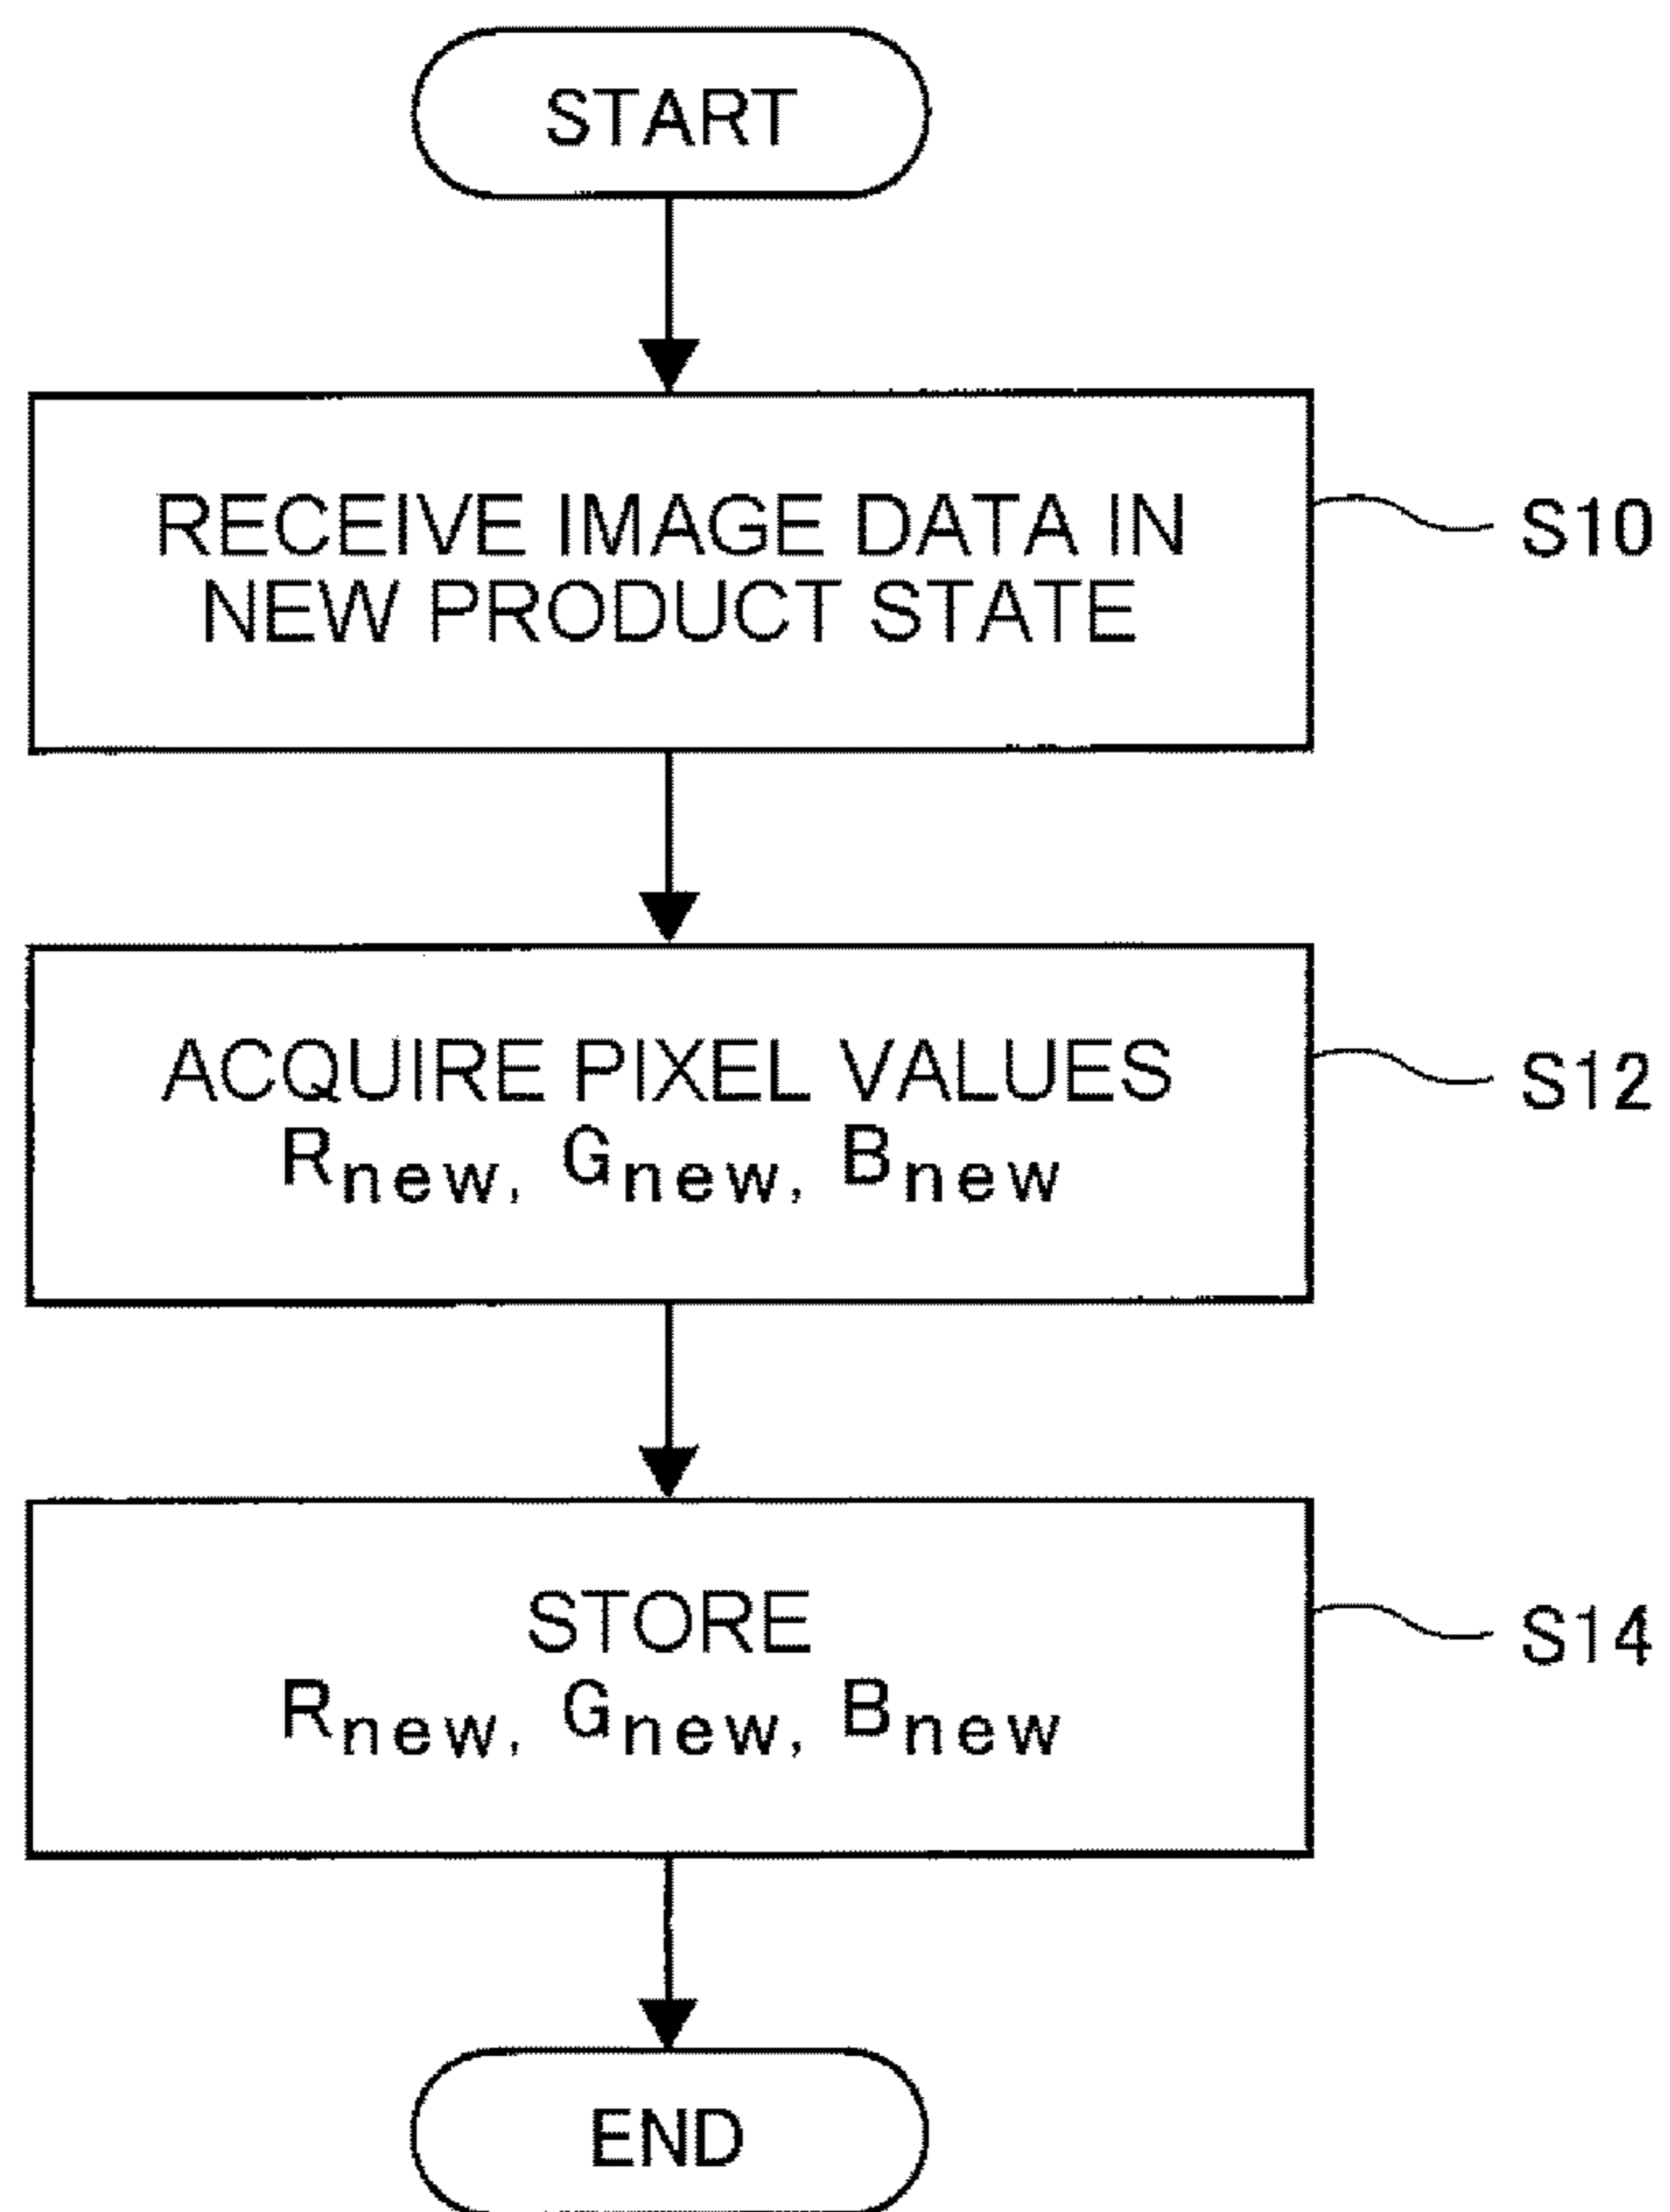 START
RECEIVE IMAGE DATA IN
NEW PRODUCT STATE
S10
ACQUIRE PIXEL VALUES
Rnew, Gnew, Bnew
S12
STORE
Rnew, Gnew, Bnew
S14
END